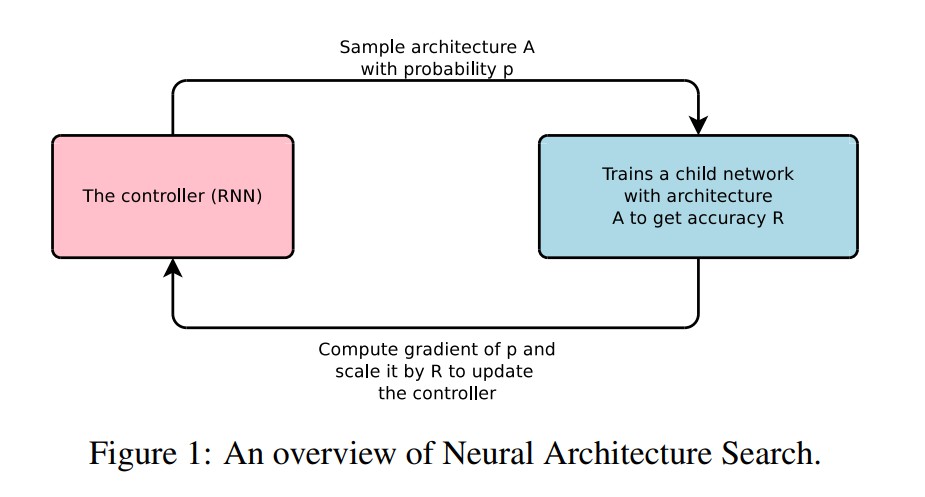 Sample architecture A
with probability p
The controller (RNN)
Trains a child network
with architecture
A to get accuracy R
Compute gradient of p and
scale it by R to update
the controller
Figure 1: An overview of Neural Architecture Search.